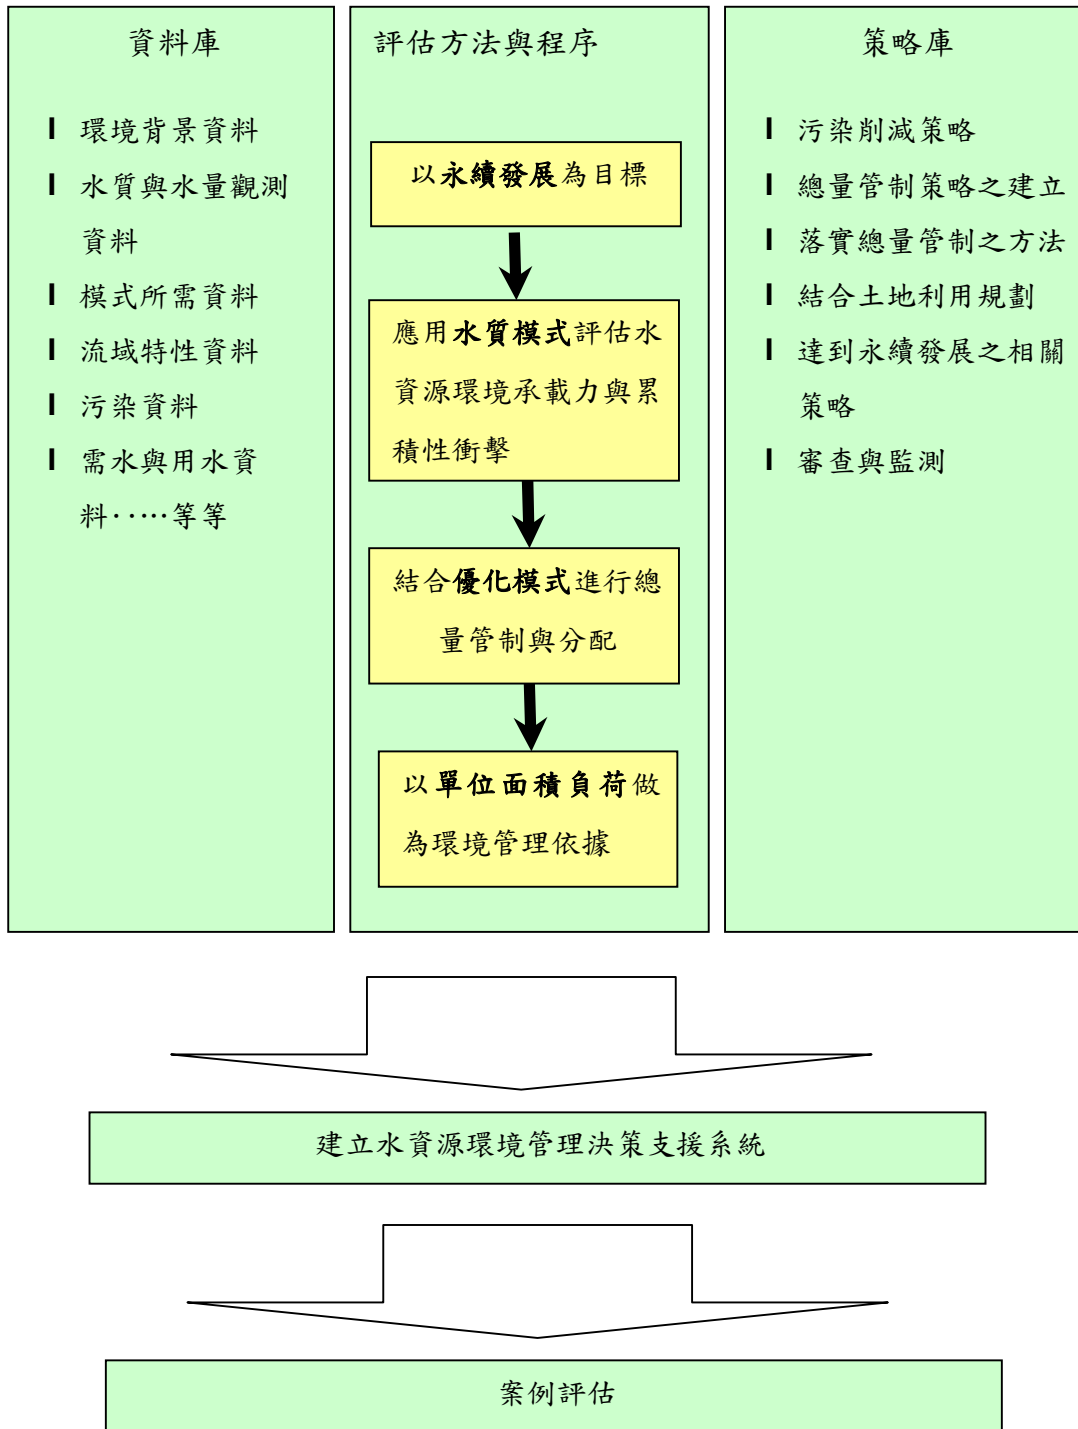 資料庫
l 環境背景資料
l 水質與水量觀測
資料
l 模式所需資料
l 流域特性資料
l 污染資料
l 需水與用水資
料‧‧…等等
評估方法與程序
以永續發展為目標
應用水質模式評估水
資源環境承載力與累
積性衝擊
結合優化模式進行總
量管制與分配
以單位面積負荷做
為環境管理依據
策略庫
l 污染削減策略
l 總量管制策略之建立
l 落實總量管制之方法
l 結合土地利用規劃
l 達到永續發展之相關
策略
l 審查與監測
建立水資源環境管理決策支援系統
案例評估